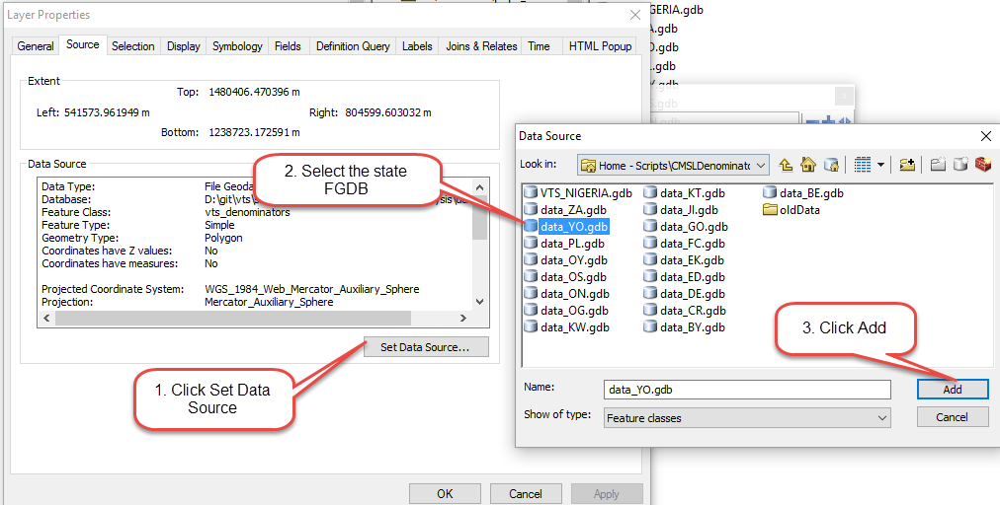 Layer Properties
General Source Selection Display Symbology Fields Definition Query Labels Joins & Relates Time HTML Popup
Extent
Top: 1480406.470396 m
Left: 541573.961949 m Right: 804599.603032 m
Bottom: 1238723.172591 m
Data Source
Data Type: File Geoda
Database: D:\git\vts\
Feature Class: vts_denominators
Feature Type: Simple
Geometry Type: Polygon
Coordinates have Z values: No
Coordinates have measures: No
Projected Coordinate System: WGS_1984_Web_Mercator_Auxiliary_Sphere
Projection: Mercator_Auxiliary_Sphere
Set Data Source...
1. Click Set Data
Source
OK Cancel Apply
2. Select the state
FGDB
GERIA.gdb
A.gdb
O.gdb
L.gdb
Y.gdb
S.gdb
Data Source
Look in: Home - Scripts\CMSLDenominato
VTS_NIGERIA.gdb
data_ZA.gdb
data_YO.gdb
data_PL.gdb
data_OY.gdb
data_OS.gdb
data_ON.gdb
data_OG.gdb
data_KW.gdb
data_KT.gdb
data_JI.gdb
data_GO.gdb
data_FC.gdb
data_EK.gdb
data_ED.gdb
data_DE.gdb
data_CR.gdb
data_BY.gdb
data_BE.gdb
oldData
3. Click Add
Name: data_YO.gdb Add
Show of type: Feature classes Cancel